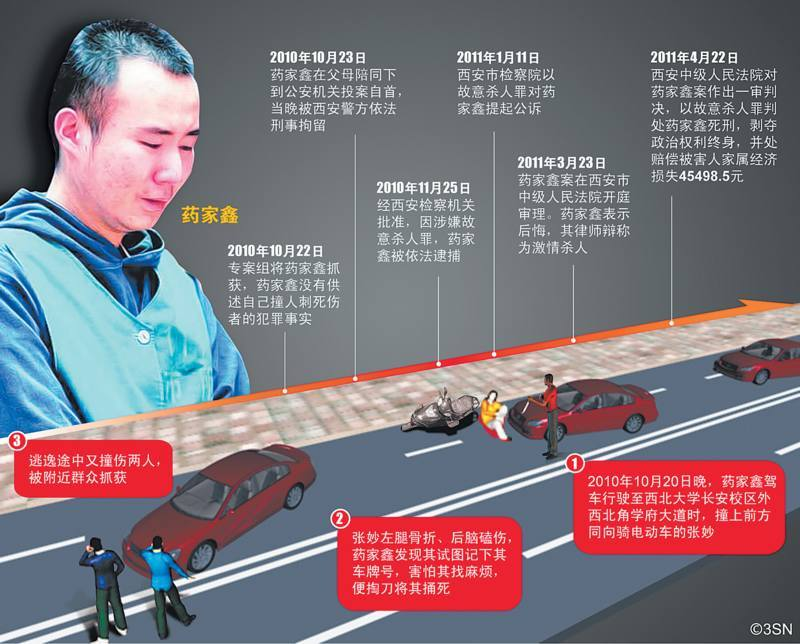 2010年10月23日
药家鑫在父母陪同下
到公安机关投案自首，
当晚被西安警方依法
刑事拘留
2011年1月11日
西安市检察院以
故意杀人罪对药
家鑫提起公诉
2011年4月22日
西安中级人民法院对
药家鑫案作出一审判
决，以故意杀人罪判
处药家鑫死刑，剥夺
政治权利终身，并处
赔偿被害人家属经济
损失45498.5元
2010年11月25日
经西安检察机关
批准，因涉嫌故
意杀人罪，药家
鑫被依法逮捕
2011年3月23日
药家鑫案在西安市
中级人民法院开庭
审理。药家鑫表示
后悔，其律师辩称
为激情杀人
药家鑫
2010年10月22日
专案组将药家鑫抓
获，药家鑫没有供
述自己撞人刺死伤
者的犯罪事实
3
逃逸途中又撞伤两人，
被附近群众抓获
2
张妙左腿骨折、后脑磕伤，
药家鑫发现其试图记下其
车牌号，害怕其找麻烦，
便掏刀将其捅死
1
2010年10月20日晚，药家鑫驾
车行驶至西北大学长安校区外
西北角学府大道时，撞上前方
同向骑电动车的张妙
©3SN